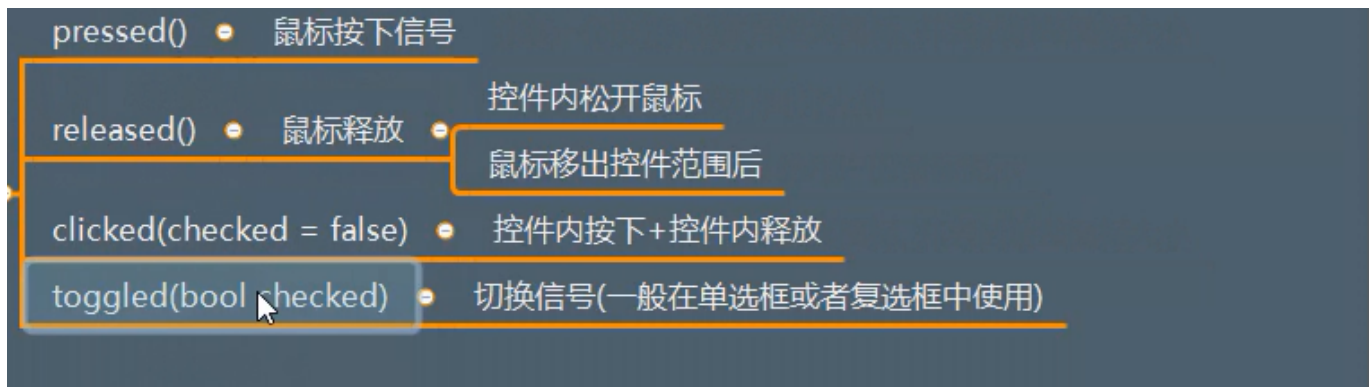 pressed() 鼠标按下信号
控件内松开鼠标
released() 鼠标释放
鼠标移出控件范围后
clicked(checked = false) 控件内按下+控件内释放
toggled(bool checked) 切换信号(一般在单选框或者复选框中使用)